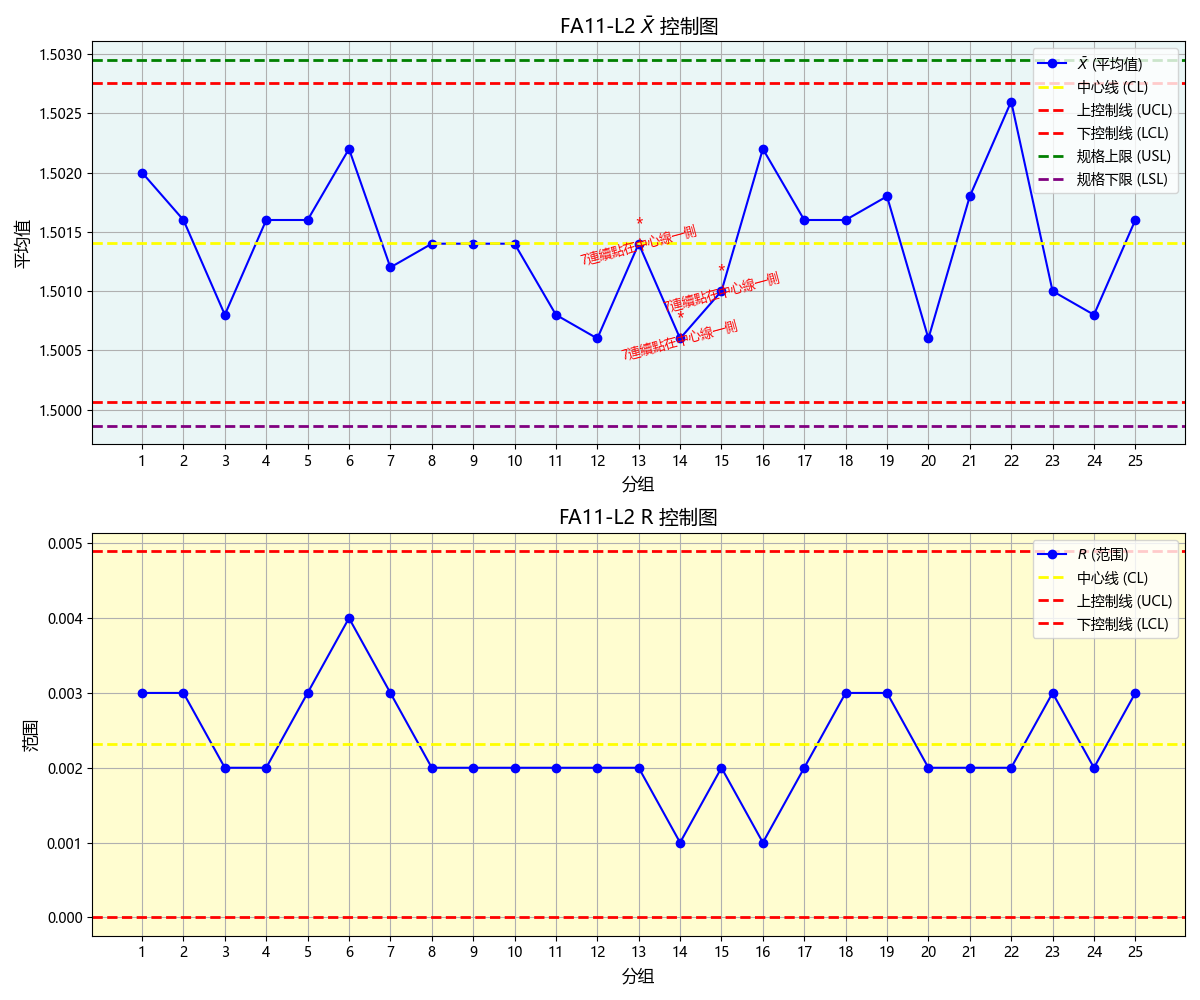 FA11-L2 X̄ 控制图
平均值
1.5030
1.5025
1.5020
1.5015
1.5010
1.5005
1.5000
X̄ (平均值)
中心线 (CL)
上控制线 (UCL)
下控制线 (LCL)
规格上限 (USL)
规格下限 (LSL)
*
7連續點在中心線一側
*
7連續點在中心線一側
*
7連續點在中心線一側
1 2 3 4 5 6 7 8 9 10 11 12 13 14 15 16 17 18 19 20 21 22 23 24 25
分组
FA11-L2 R 控制图
范围
0.005
0.004
0.003
0.002
0.001
0.000
R (范围)
中心线 (CL)
上控制线 (UCL)
下控制线 (LCL)
1 2 3 4 5 6 7 8 9 10 11 12 13 14 15 16 17 18 19 20 21 22 23 24 25
分组